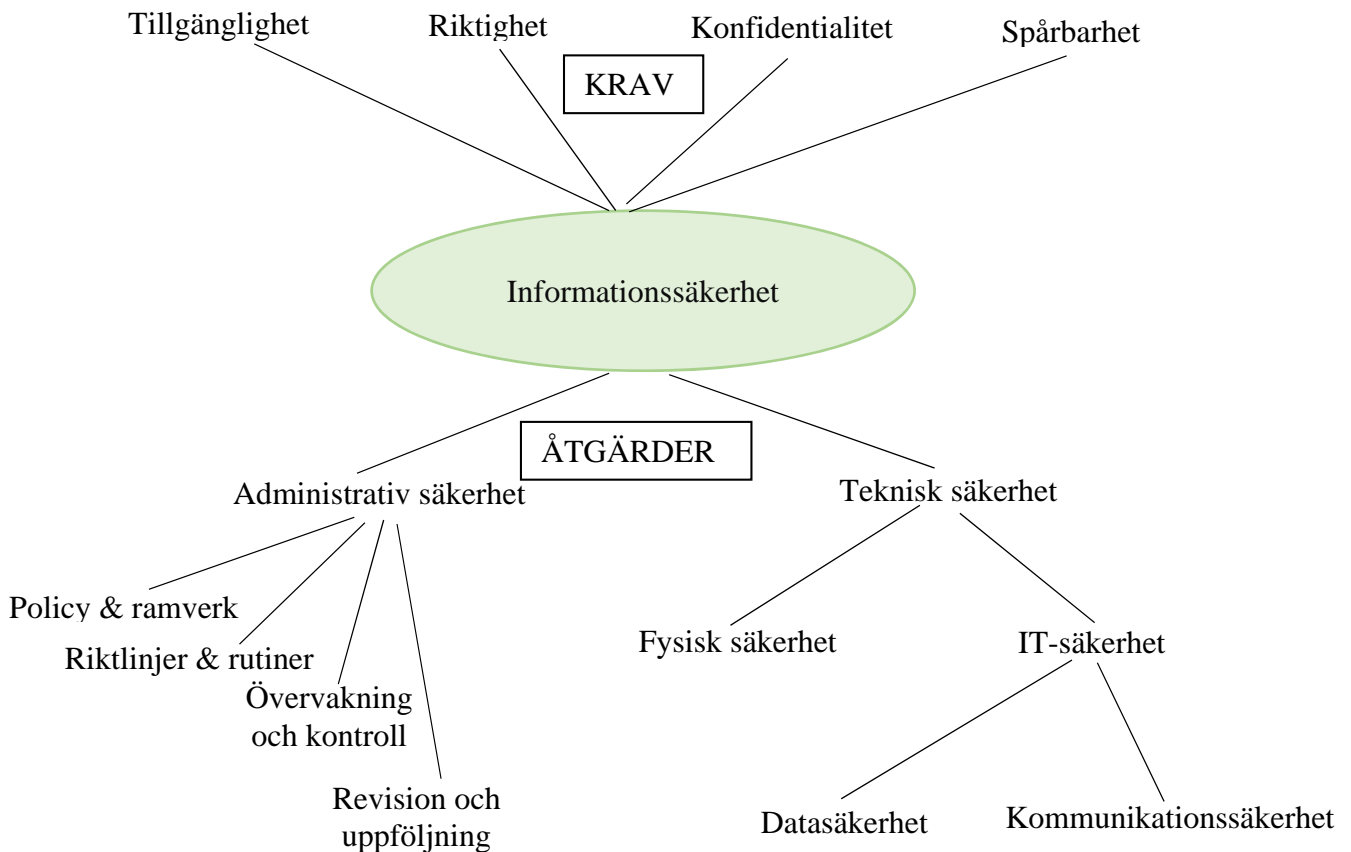 Tillgänglighet
Riktighet
Konfidentialitet
Spårbarhet
KRAV
Informationssäkerhet
ÅTGÄRDER
Administrativ säkerhet
Teknisk säkerhet
Policy & ramverk
Riktlinjer & rutiner
Övervakning
och kontroll
Revision och
uppföljning
Fysisk säkerhet
IT-säkerhet
Datasäkerhet
Kommunikationssäkerhet